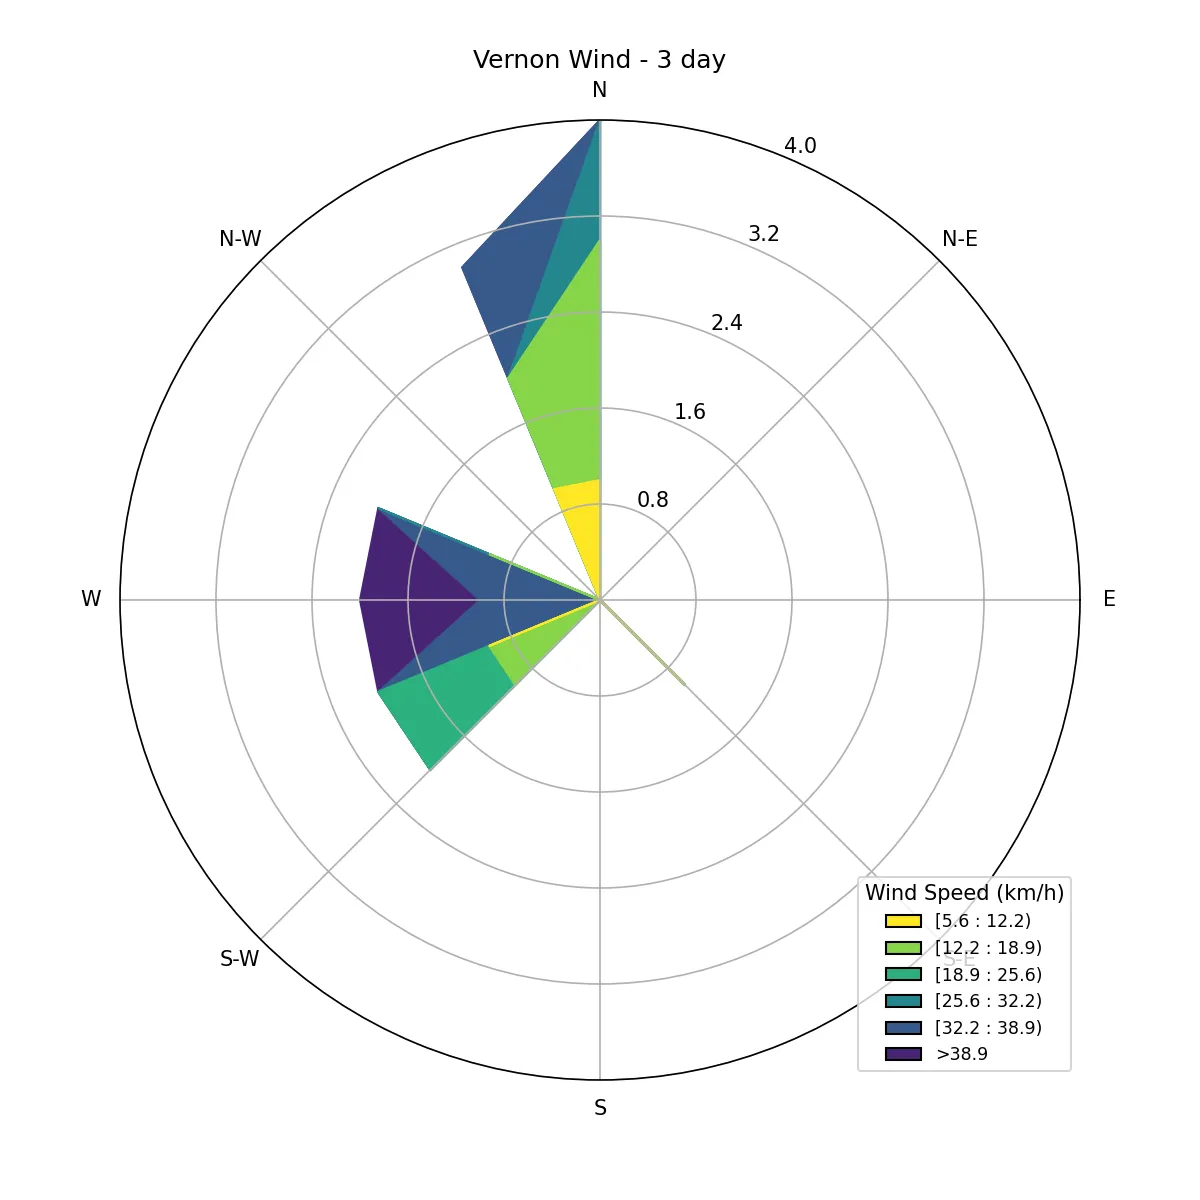 Vernon Wind - 3 day
N
4.0
N-W
N-E
3.2
2.4
1.6
0.8
W
E
S-W
S-E
S
Wind Speed (km/h)
[5.6 : 12.2)
[12.2 : 18.9)
[18.9 : 25.6)
[25.6 : 32.2)
[32.2 : 38.9)
>38.9